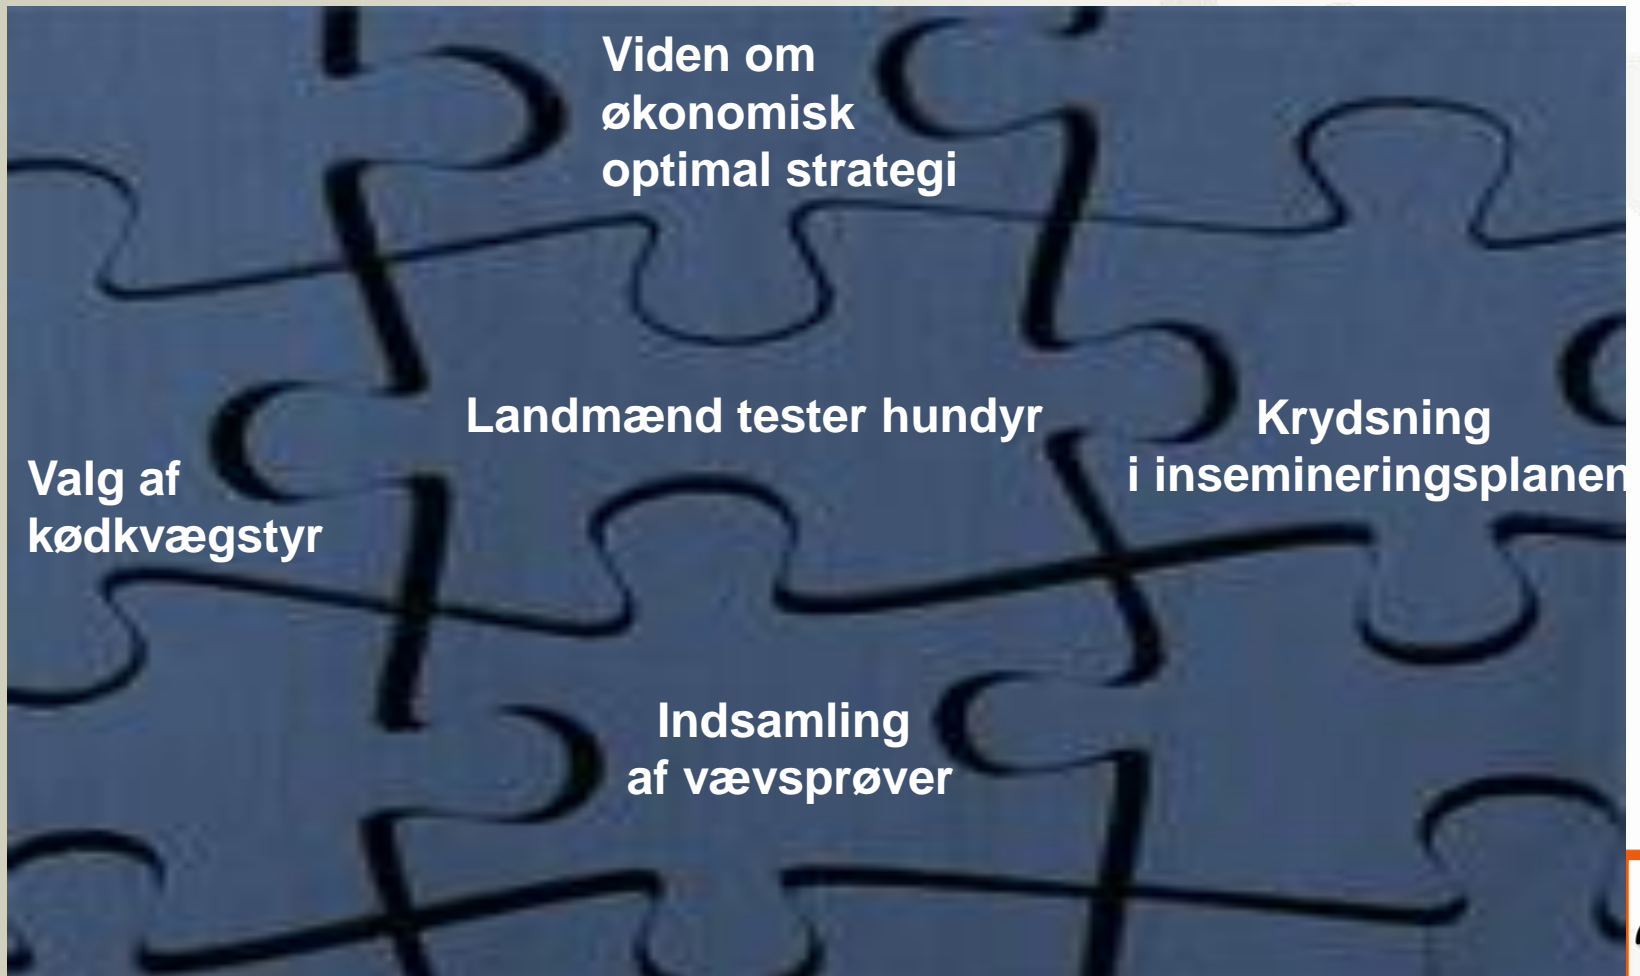 Viden om
økonomisk
optimal strategi
Landmænd tester hundyr
Krydsning
i insemineringsplanen
Valg af
kødkvægstyr
Indsamling
af vævsprøver